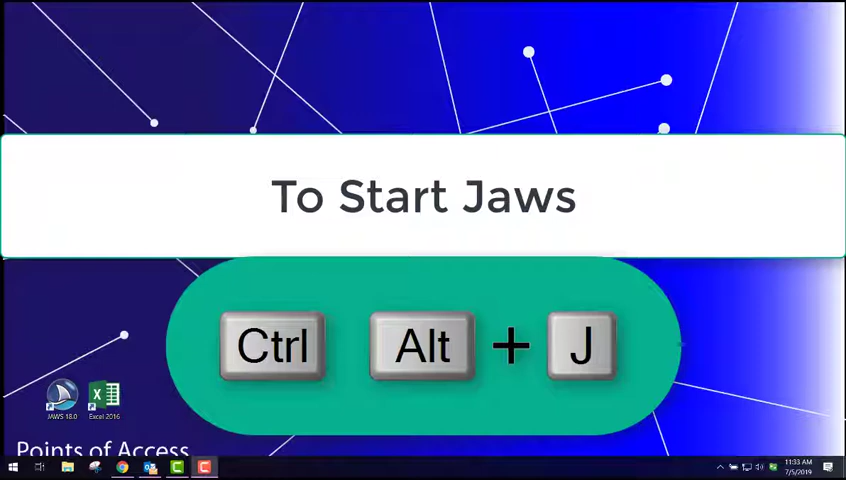 To Start Jaws
Ctrl Alt + J
JAWS 18.0
Excel 2016
Points of Access
11:33 AM
7/5/2019